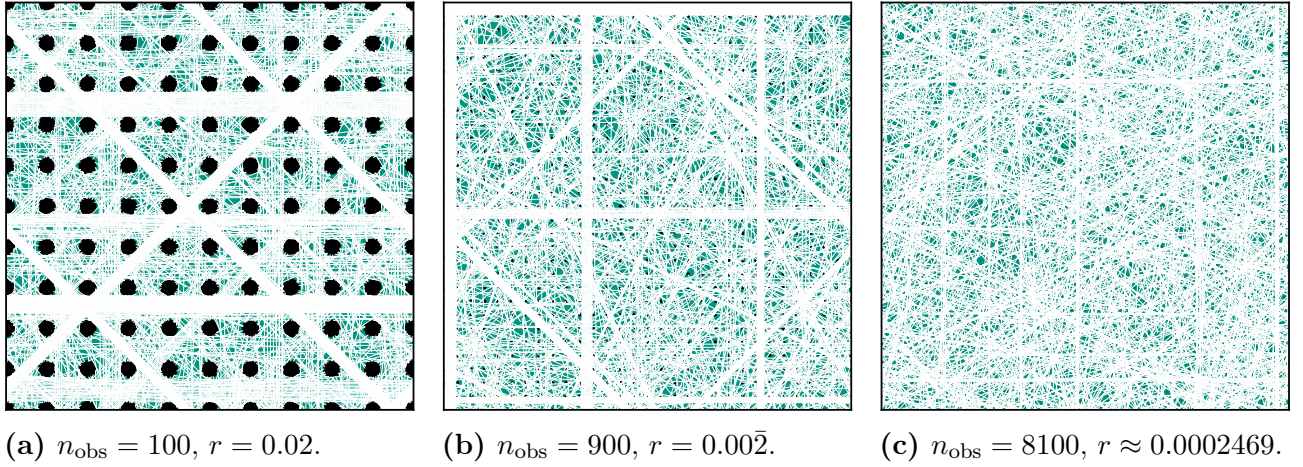 (a) n_obs = 100, r = 0.02.
(b) n_obs = 900, r = 0.002̄.
(c) n_obs = 8100, r ≈ 0.0002469.